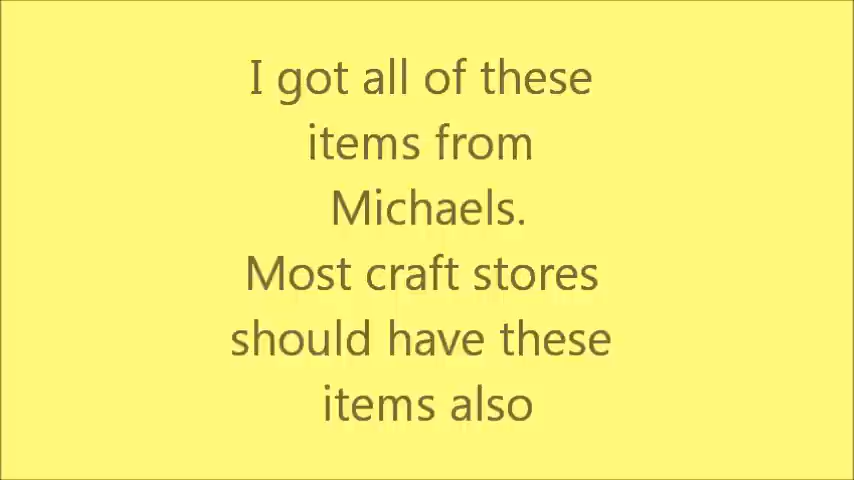 I got all of these
items from
Michaels.
Most craft stores
should have these
items also